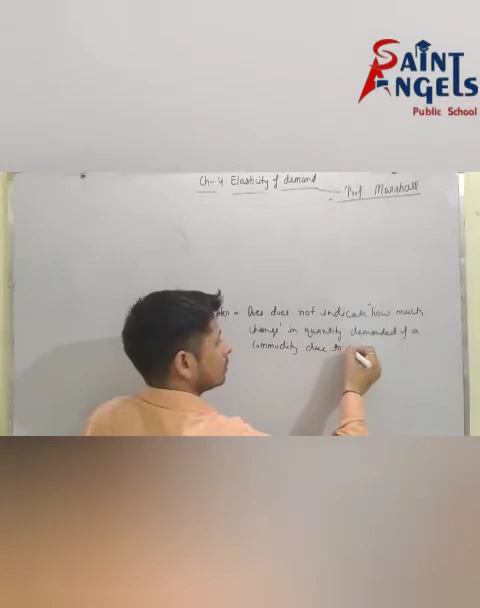 SAINT
ANGELS
Public School
Ch-4 Elasticity of demand
Prof. Marshall
= Does does not indicate "how much
change" in quantity demanded of a
commodity due to